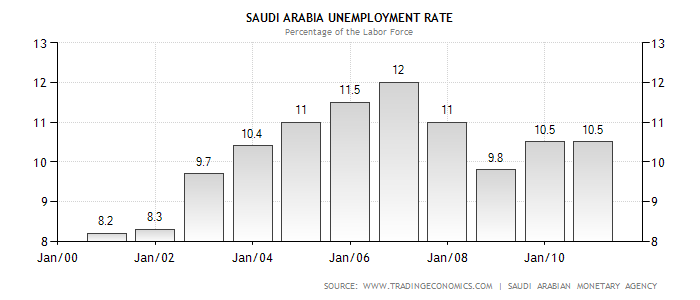 SAUDI ARABIA UNEMPLOYMENT RATE
Percentage of the Labor Force
13 13
12 12
11 11
10 10
9 9
8 8
8.2 8.3 9.7 10.4 11 11.5 12 11 9.8 10.5 10.5
Jan/00 Jan/02 Jan/04 Jan/06 Jan/08 Jan/10
SOURCE: WWW.TRADINGECONOMICS.COM | SAUDI ARABIAN MONETARY AGENCY